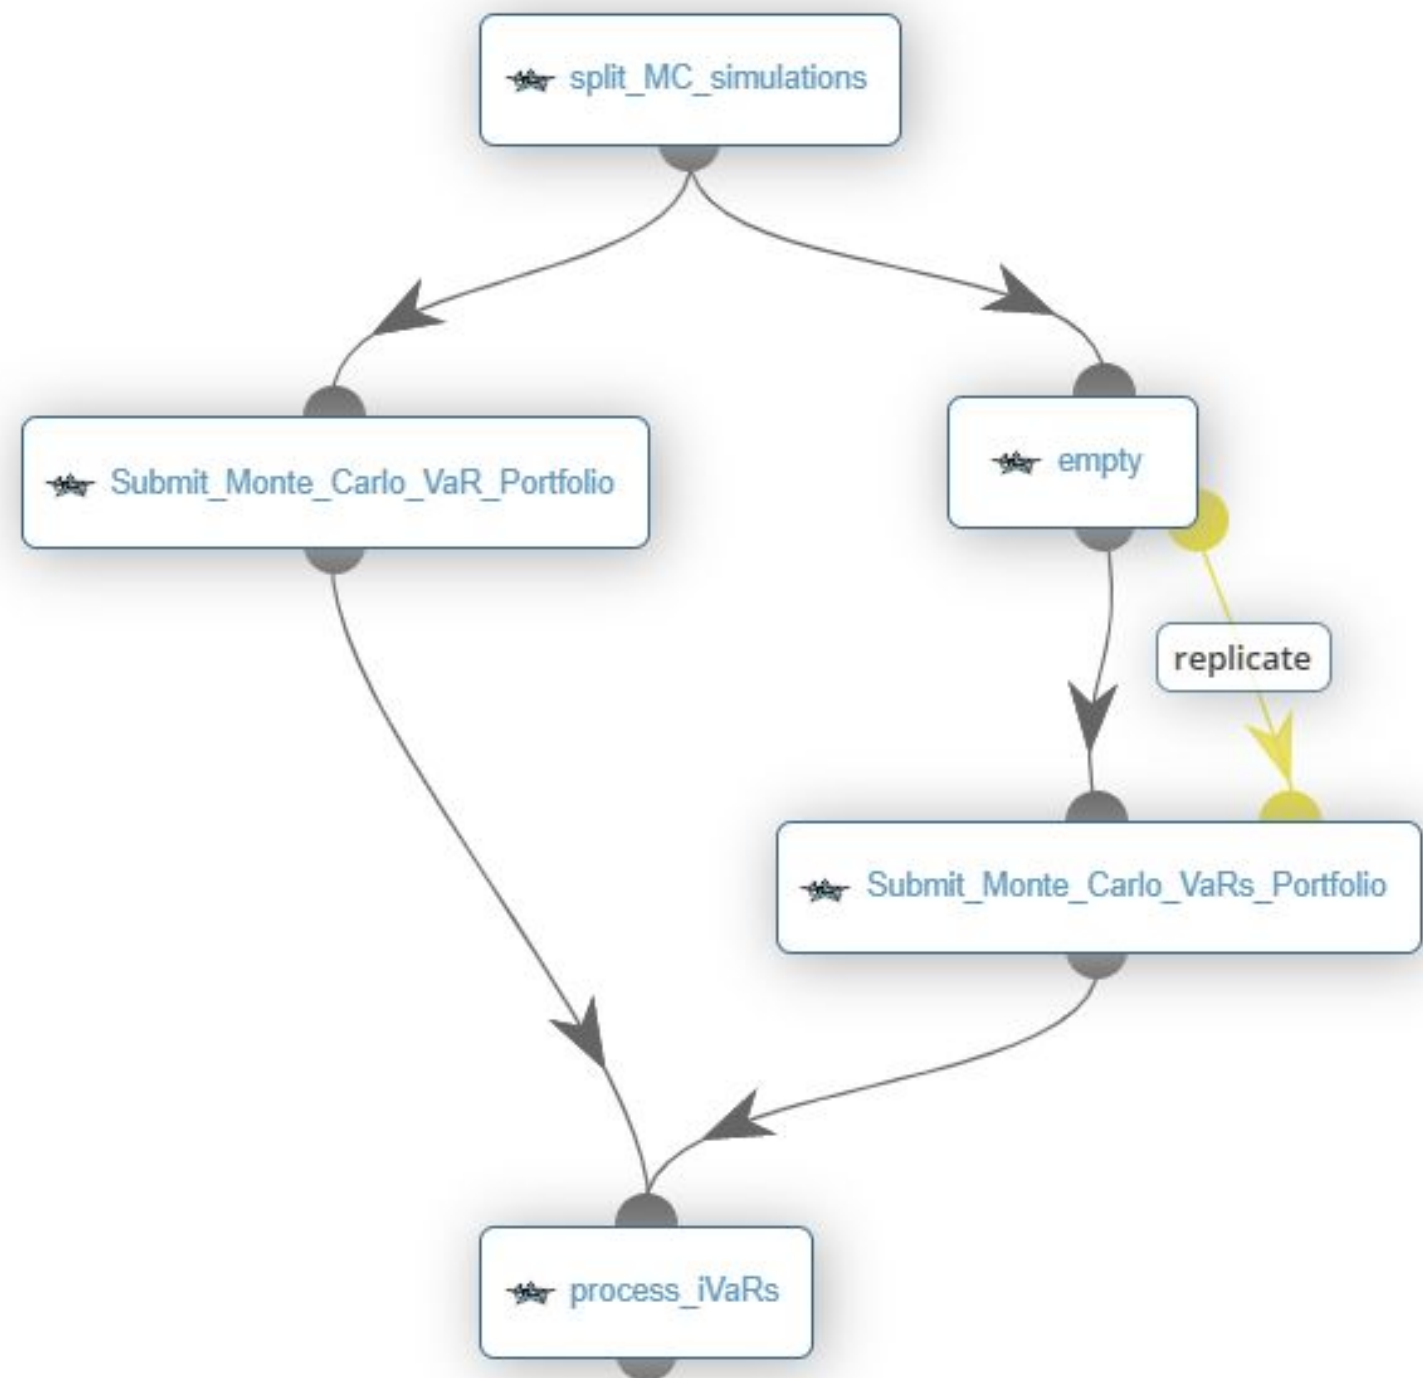 split_MC_simulations
Submit_Monte_Carlo_VaR_Portfolio
empty
replicate
Submit_Monte_Carlo_VaRs_Portfolio
process_iVaRs